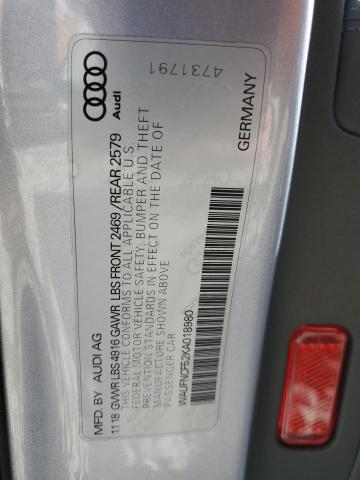 MFD. BY AUDI AG
11 18 GVWR LBS 4916 GAWR LBS FRONT 2469 / REAR 2579
THIS VEHICLE CONFORMS TO ALL APPLICABLE U.S.
FEDERAL MOTOR VEHICLE SAFETY, BUMPER AND THEFT
PREVENTION STANDARDS IN EFFECT ON THE DATE OF
MANUFACTURE SHOWN ABOVE.
PASSENGER CAR
WAUFNCF52KA018980
Audi
4731791
GERMANY